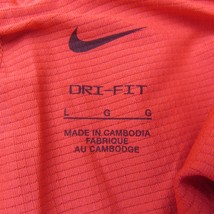 DRI-FIT
L G G
MADE IN CAMBODIA
FABRIQUE
AU CAMBODGE